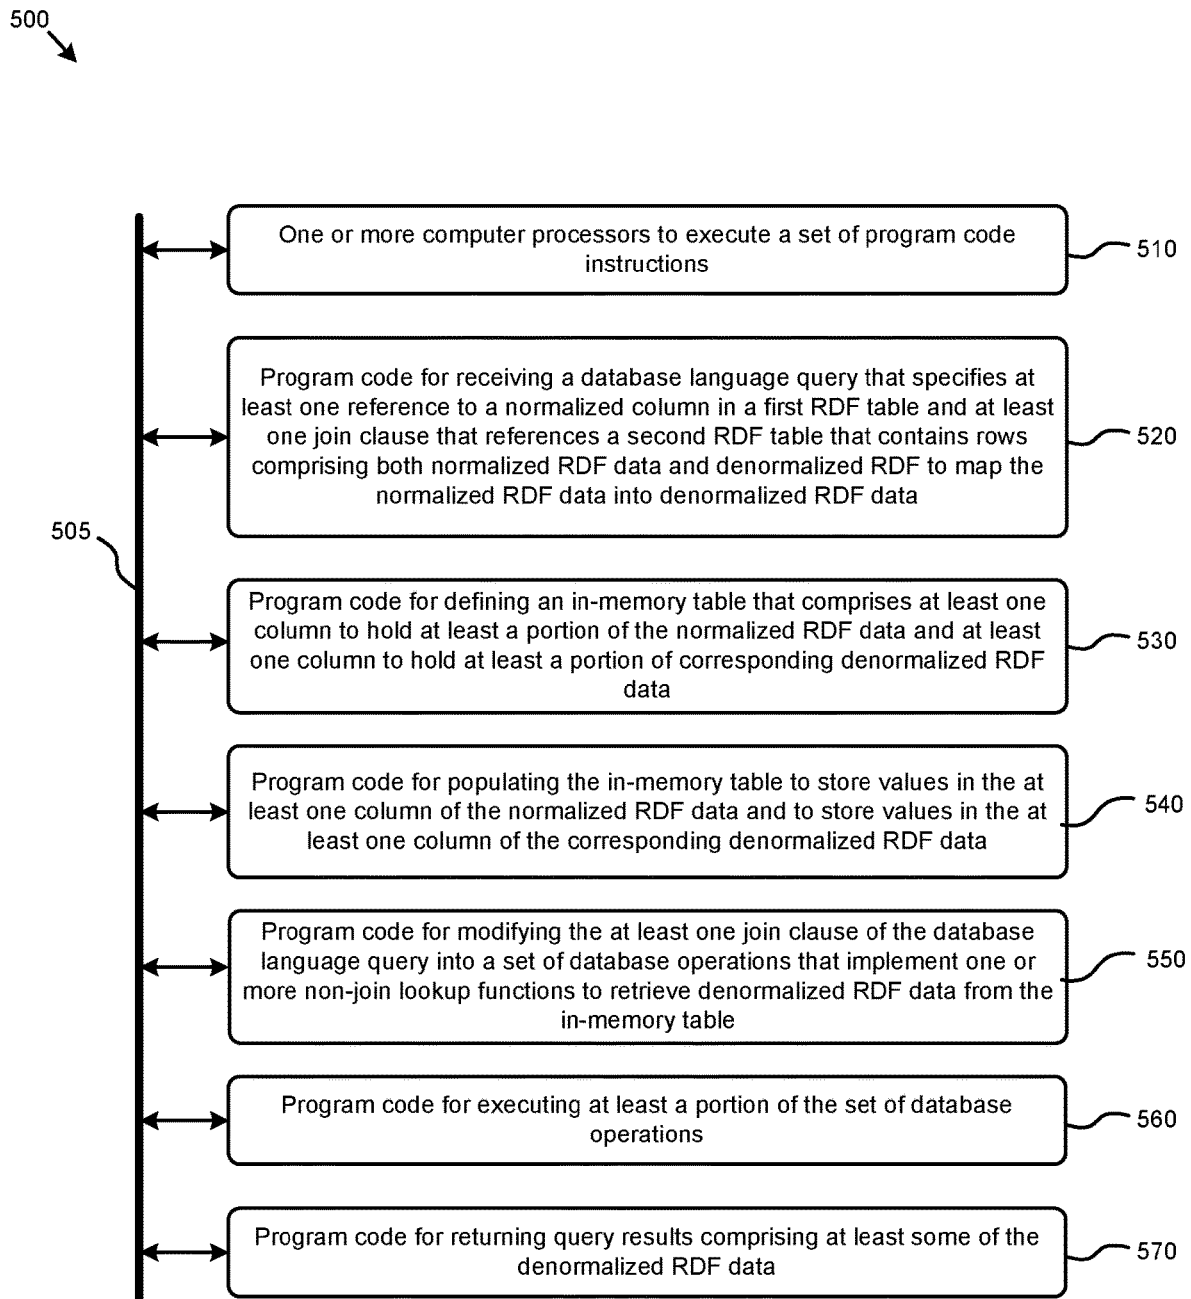 500
One or more computer processors to execute a set of program code
instructions
510
Program code for receiving a database language query that specifies at
least one reference to a normalized column in a first RDF table and at least
one join clause that references a second RDF table that contains rows
comprising both normalized RDF data and denormalized RDF to map the
normalized RDF data into denormalized RDF data
520
505
Program code for defining an in-memory table that comprises at least one
column to hold at least a portion of the normalized RDF data and at least
one column to hold at least a portion of corresponding denormalized RDF
data
530
Program code for populating the in-memory table to store values in the at
least one column of the normalized RDF data and to store values in the at
least one column of the corresponding denormalized RDF data
540
Program code for modifying the at least one join clause of the database
language query into a set of database operations that implement one or
more non-join lookup functions to retrieve denormalized RDF data from the
in-memory table
550
Program code for executing at least a portion of the set of database
operations
560
Program code for returning query results comprising at least some of the
denormalized RDF data
570